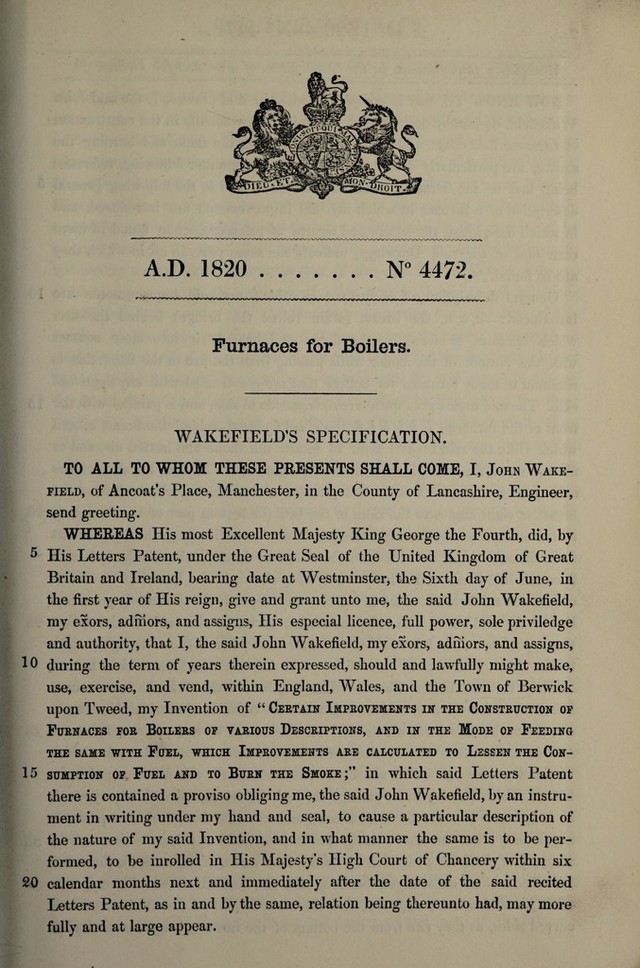 HONI SOIT QUI MAL Y PENSE
DIEU ET MON DROIT.
A.D. 1820 . . . . . . . N° 4472.
Furnaces for Boilers.
WAKEFIELD'S SPECIFICATION.
TO ALL TO WHOM THESE PRESENTS SHALL COME, I, JOHN WAKE-
FIELD, of Ancoat's Place, Manchester, in the County of Lancashire, Engineer,
send greeting.
WHEREAS His most Excellent Majesty King George the Fourth, did, by
5 His Letters Patent, under the Great Seal of the United Kingdom of Great
Britain and Ireland, bearing date at Westminster, the Sixth day of June, in
the first year of His reign, give and grant unto me, the said John Wakefield,
my exors, adm̃ors, and assigns, His especial licence, full power, sole priviledge
and authority, that I, the said John Wakefield, my exors, adm̃ors, and assigns,
10 during the term of years therein expressed, should and lawfully might make,
use, exercise, and vend, within England, Wales, and the Town of Berwick
upon Tweed, my Invention of "CERTAIN IMPROVEMENTS IN THE CONSTRUCTION OF
FURNACES FOR BOILERS OF VARIOUS DESCRIPTIONS, AND IN THE MODE OF FEEDING
THE SAME WITH FUEL, WHICH IMPROVEMENTS ARE CALCULATED TO LESSEN THE CON-
15 SUMPTION OF FUEL AND TO BURN THE SMOKE;" in which said Letters Patent
there is contained a proviso obliging me, the said John Wakefield, by an instru-
ment in writing under my hand and seal, to cause a particular description of
the nature of my said Invention, and in what manner the same is to be per-
formed, to be inrolled in His Majesty's High Court of Chancery within six
20 calendar months next and immediately after the date of the said recited
Letters Patent, as in and by the same, relation being thereunto had, may more
fully and at large appear.